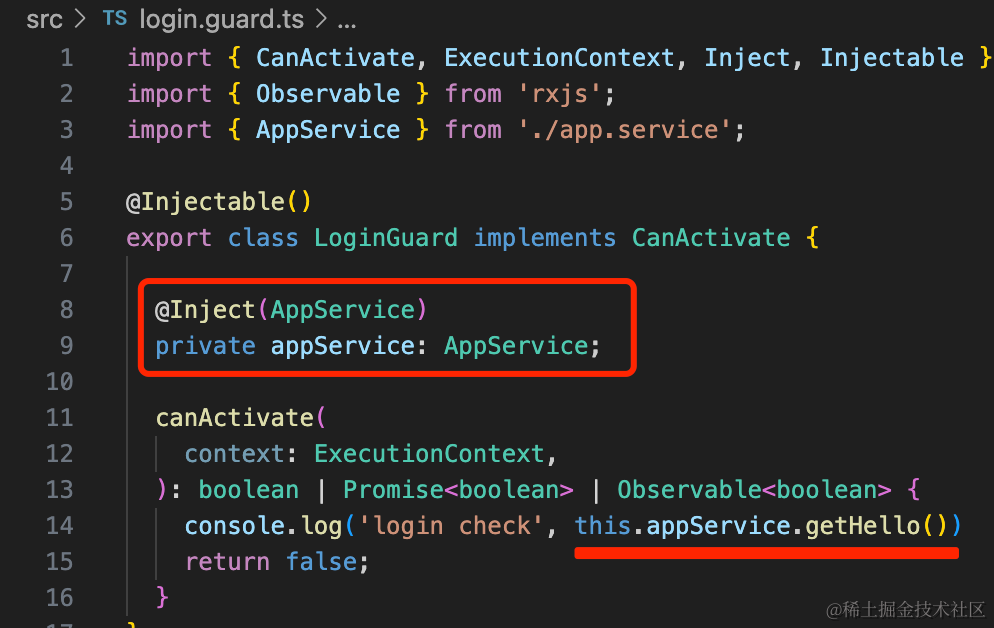 src > TS login.guard.ts > ...
1 import { CanActivate, ExecutionContext, Inject, Injectable }
2 import { Observable } from 'rxjs';
3 import { AppService } from './app.service';
4
5 @Injectable()
6 export class LoginGuard implements CanActivate {
7
8 @Inject(AppService)
9 private appService: AppService;
10
11 canActivate(
12 context: ExecutionContext,
13 ): boolean | Promise<boolean> | Observable<boolean> {
14 console.log('login check', this.appService.getHello())
15 return false;
16 }
17 }
@稀土掘金技术社区